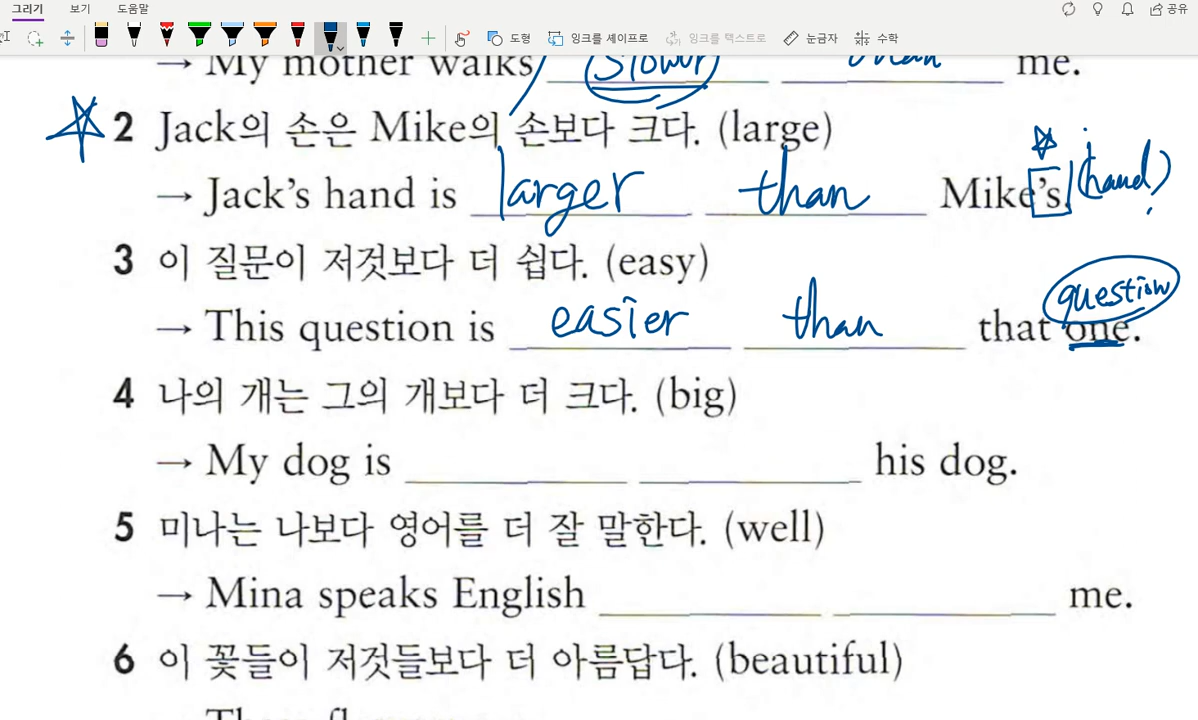 그리기 보기 도움말 공유
도형 잉크를 셰이프로 잉크를 텍스트로 눈금자 수학
→ My mother walks slower than me.
☆ 2 Jack의 손은 Mike의 손보다 크다. (large)
→ Jack's hand is larger than Mike's. (hand)
3 이 질문이 저것보다 더 쉽다. (easy)
question
→ This question is easier than that one.
4 나의 개는 그의 개보다 더 크다. (big)
→ My dog is ______ ______ his dog.
5 미나는 나보다 영어를 더 잘 말한다. (well)
→ Mina speaks English ______ ______ me.
6 이 꽃들이 저것들보다 더 아름답다. (beautiful)